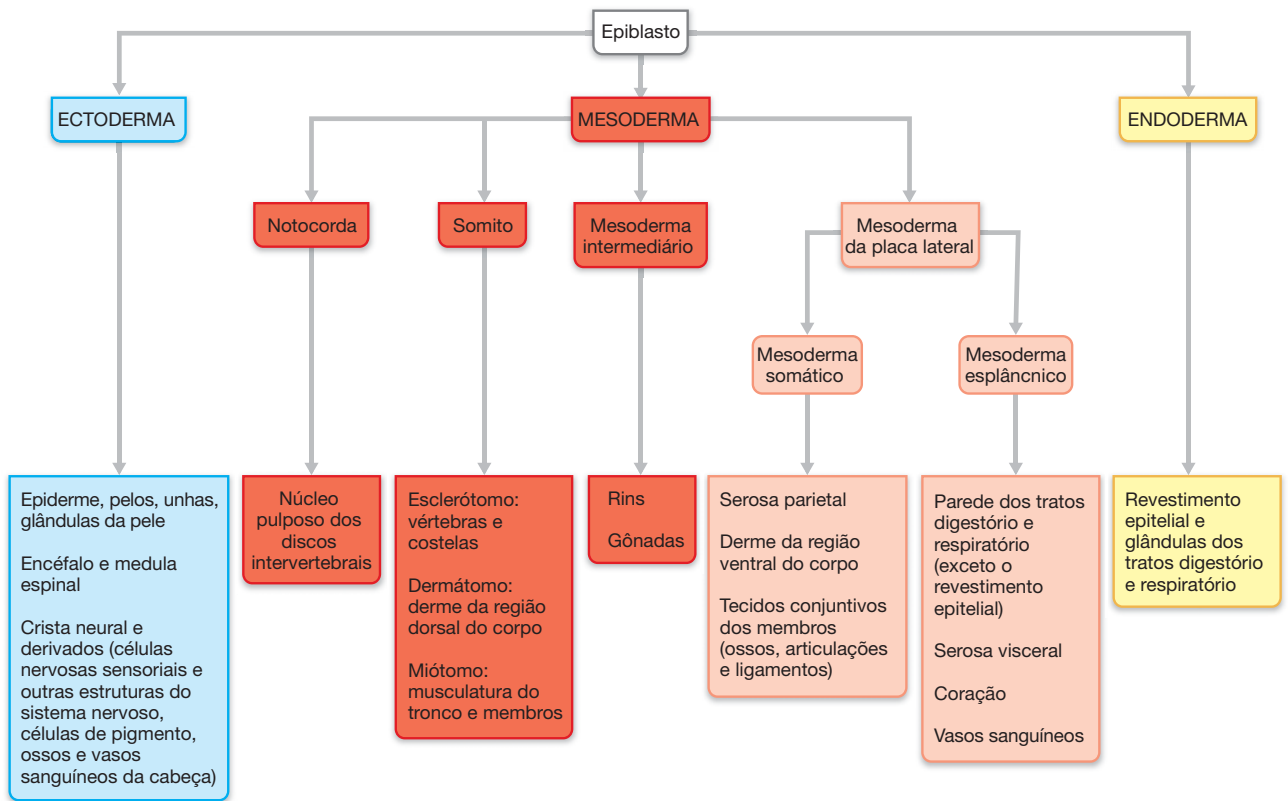 Epiblasto
ECTODERMA
MESODERMA
ENDODERMA
Notocorda
Somito
Mesoderma
intermediário
Mesoderma
da placa lateral
Mesoderma
somático
Mesoderma
esplâncnico
Epiderme, pelos, unhas,
glândulas da pele
Encéfalo e medula
espinal
Crista neural e
derivados (células
nervosas sensoriais e
outras estruturas do
sistema nervoso,
células de pigmento,
ossos e vasos
sanguíneos da cabeça)
Núcleo
pulposo dos
discos
intervertebrais
Esclerótomo:
vértebras e
costelas
Dermátomo:
derme da região
dorsal do corpo
Miótomo:
musculatura do
tronco e membros
Rins
Gônadas
Serosa parietal
Derme da região
ventral do corpo
Tecidos conjuntivos
dos membros
(ossos, articulações
e ligamentos)
Parede dos tratos
digestório e
respiratório
(exceto o
revestimento
epitelial)
Serosa visceral
Coração
Vasos sanguíneos
Revestimento
epitelial e
glândulas dos
tratos digestório
e respiratório